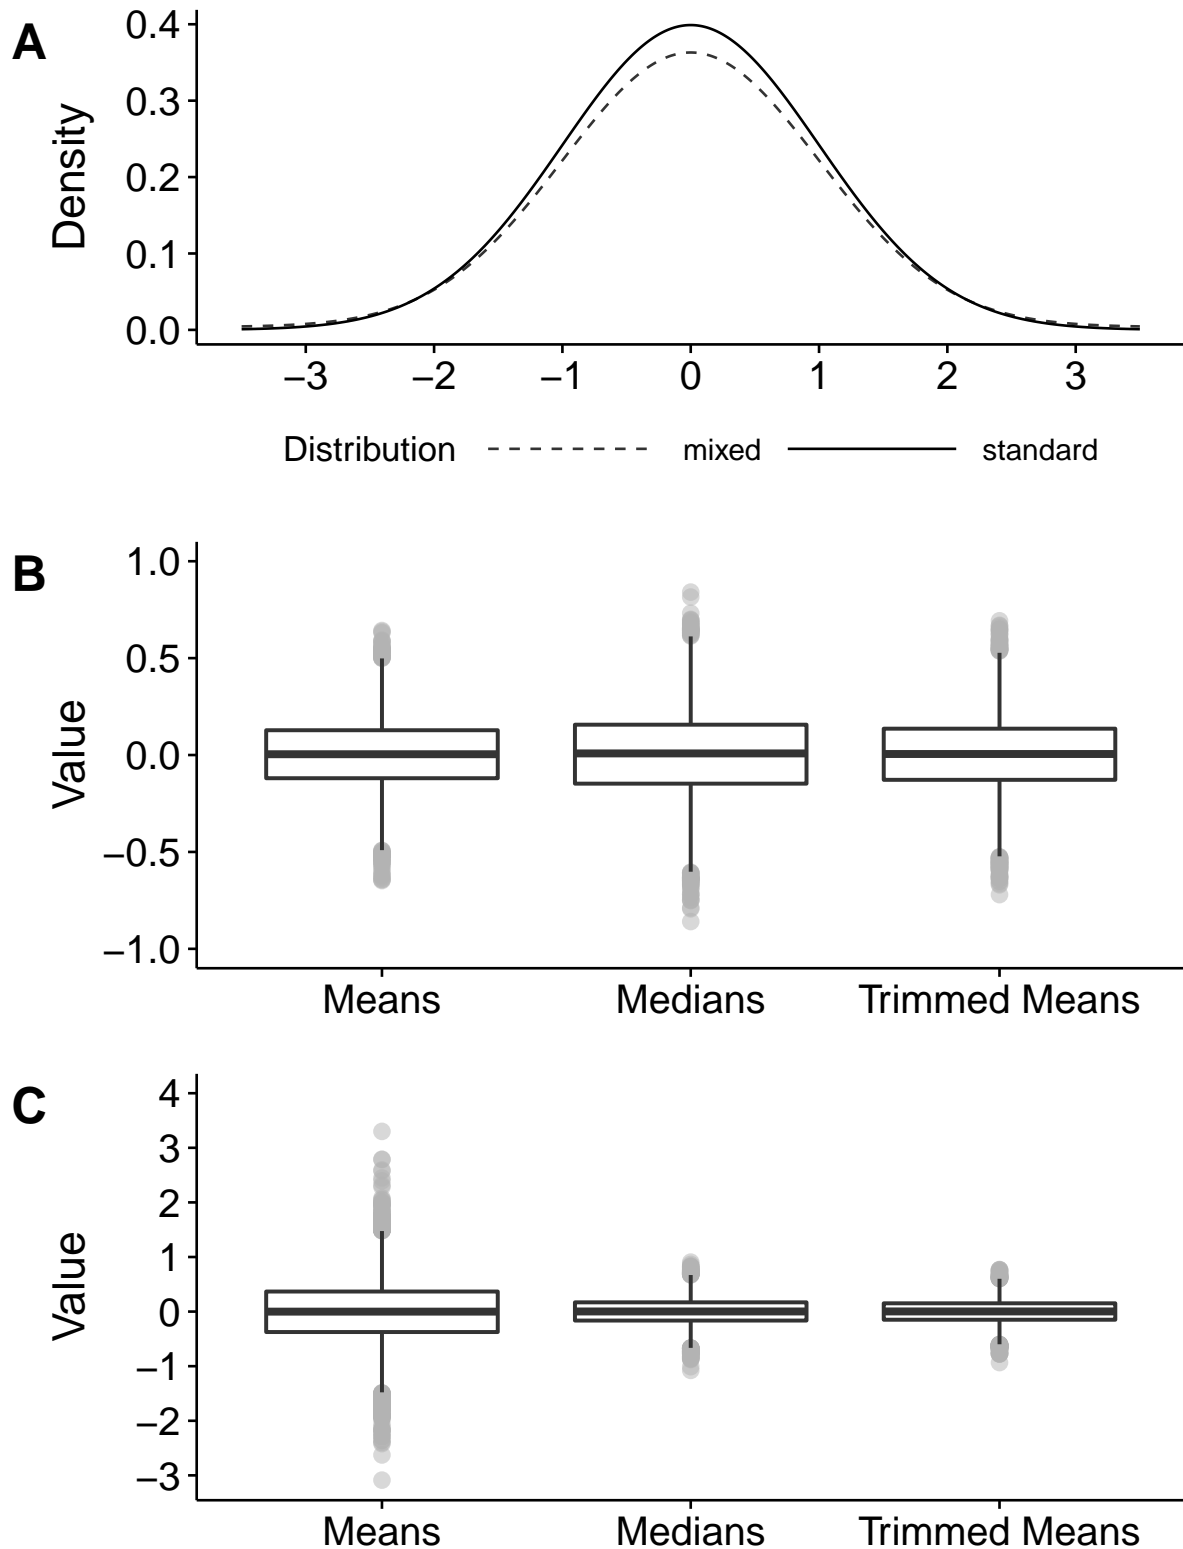 A
Density
0.4
0.3
0.2
0.1
0.0
−3 −2 −1 0 1 2 3
Distribution mixed standard
B
Value
1.0
0.5
0.0
−0.5
−1.0
Means Medians Trimmed Means
C
Value
4
3
2
1
0
−1
−2
−3
Means Medians Trimmed Means